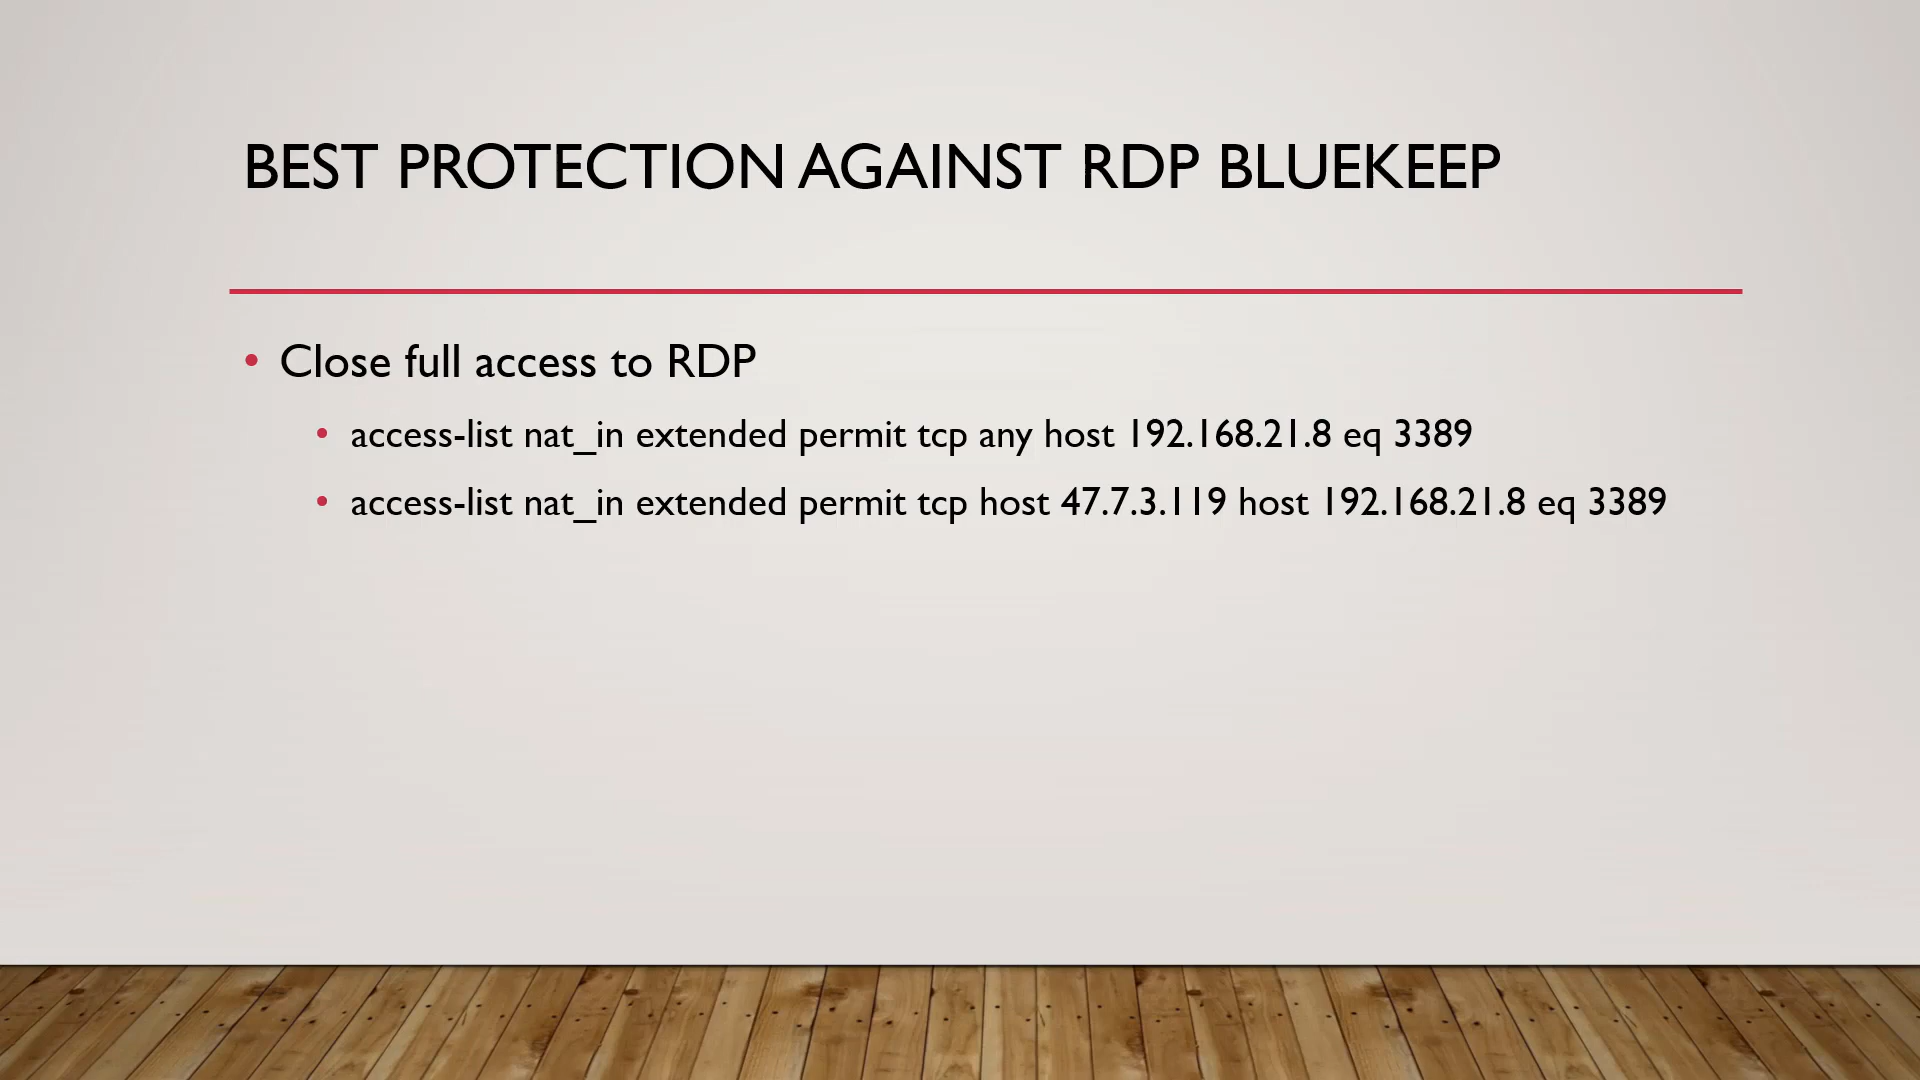 BEST PROTECTION AGAINST RDP BLUEKEEP
• Close full access to RDP
• access-list nat_in extended permit tcp any host 192.168.21.8 eq 3389
• access-list nat_in extended permit tcp host 47.7.3.119 host 192.168.21.8 eq 3389